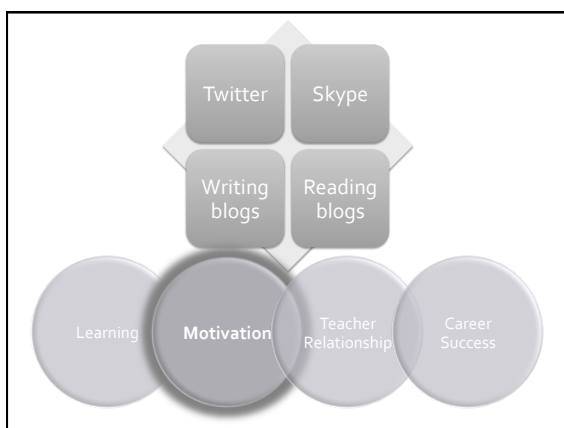 Twitter
Skype
Writing
blogs
Reading
blogs
Learning
Motivation
Teacher
Relationship
Career
Success